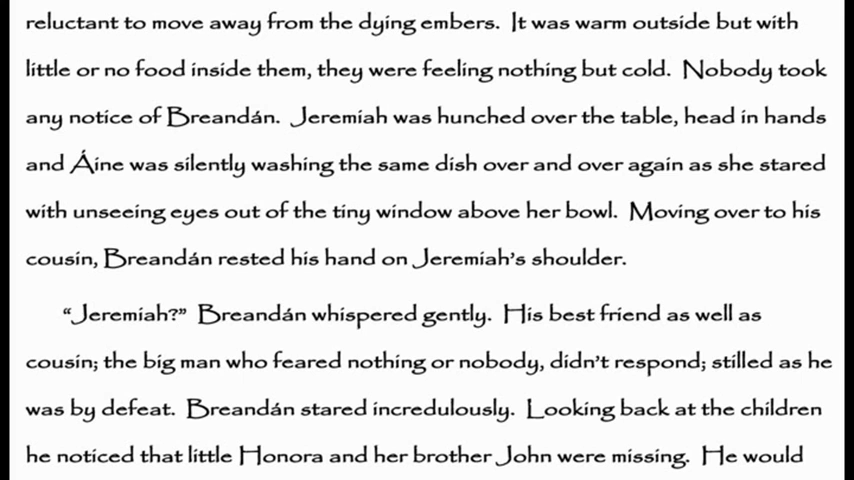 reluctant to move away from the dying embers.  It was warm outside but with
little or no food inside them, they were feeling nothing but cold.  Nobody took
any notice of Breandán.  Jeremiah was hunched over the table, head in hands
and Áine was silently washing the same dish over and over again as she stared
with unseeing eyes out of the tiny window above her bowl.  Moving over to his
cousin, Breandán rested his hand on Jeremiah’s shoulder.
“Jeremiah?”  Breandán whispered gently.  His best friend as well as
cousin; the big man who feared nothing or nobody, didn’t respond; stilled as he
was by defeat.  Breandán stared incredulously.  Looking back at the children
he noticed that little Honora and her brother John were missing.  He would